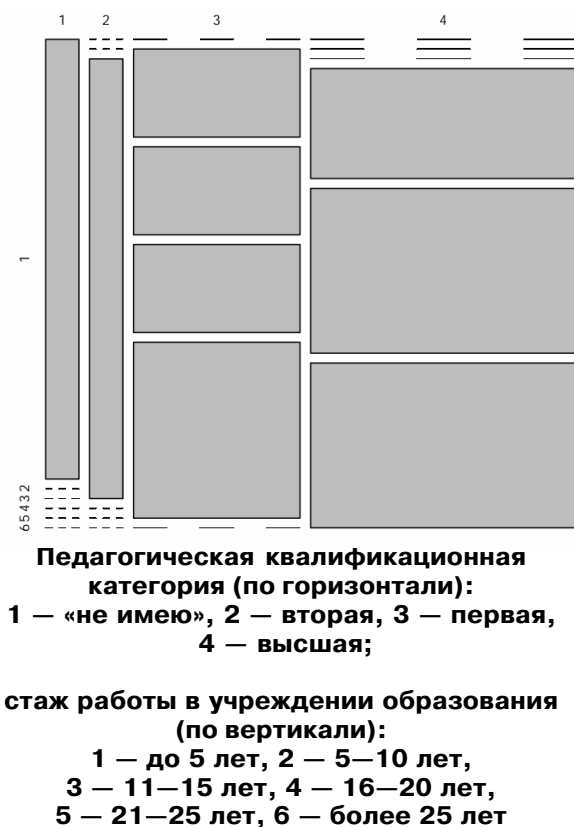 1 2 3 4
1
65432
Педагогическая квалификационная
категория (по горизонтали):
1 — «не имею», 2 — вторая, 3 — первая,
4 — высшая;
стаж работы в учреждении образования
(по вертикали):
1 — до 5 лет, 2 — 5—10 лет,
3 — 11—15 лет, 4 — 16—20 лет,
5 — 21—25 лет, 6 — более 25 лет